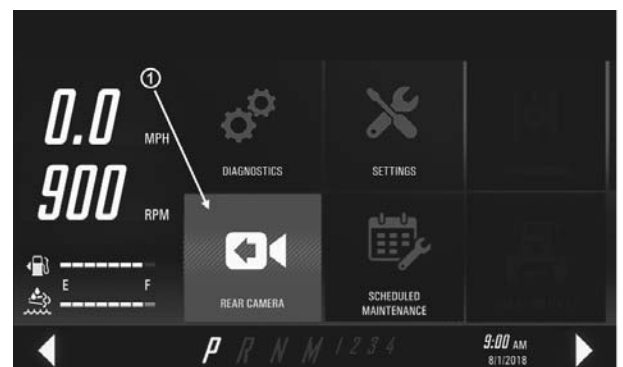 ①
0.0 MPH
900 RPM
E F
DIAGNOSTICS
SETTINGS
REAR CAMERA
SCHEDULED
MAINTENANCE
P R N M 1 2 3 4
9:00 AM
8/1/2018